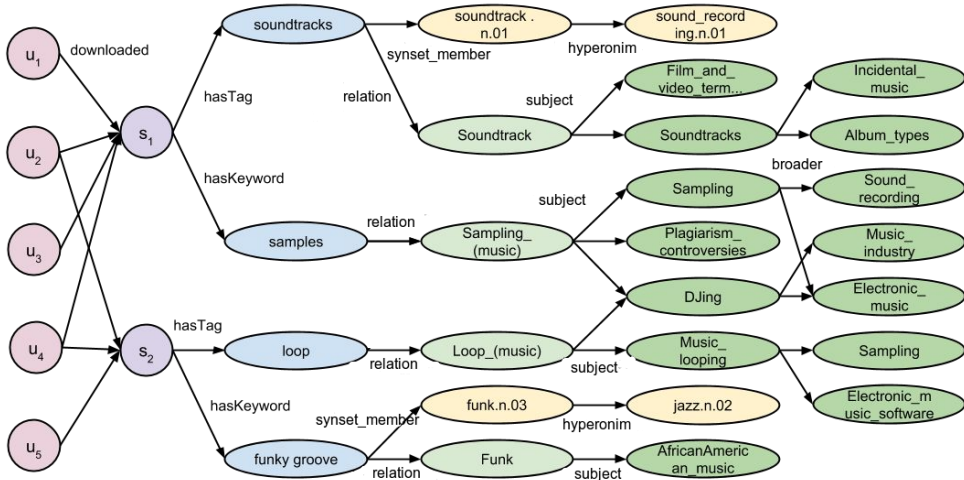 soundtracks
soundtrack .
n.01
sound_record
ing.n.01
u1
downloaded
synset_member
hyperonim
Film_and_
video_term...
Incidental_
music
hasTag
relation
subject
u2
s1
Soundtrack
Soundtracks
Album_types
broader
hasKeyword
subject
Sampling
Sound_
recording
relation
u3
samples
Sampling_
(music)
Plagiarism_
controversies
Music_
industry
DJing
Electronic_
music
hasTag
u4
s2
loop
Loop_(music)
Music_
looping
Sampling
relation
subject
hasKeyword
Electronic_m
usic_software
synset_member
funk.n.03
jazz.n.02
hyperonim
u5
funky groove
Funk
AfricanAmeric
an_music
relation
subject